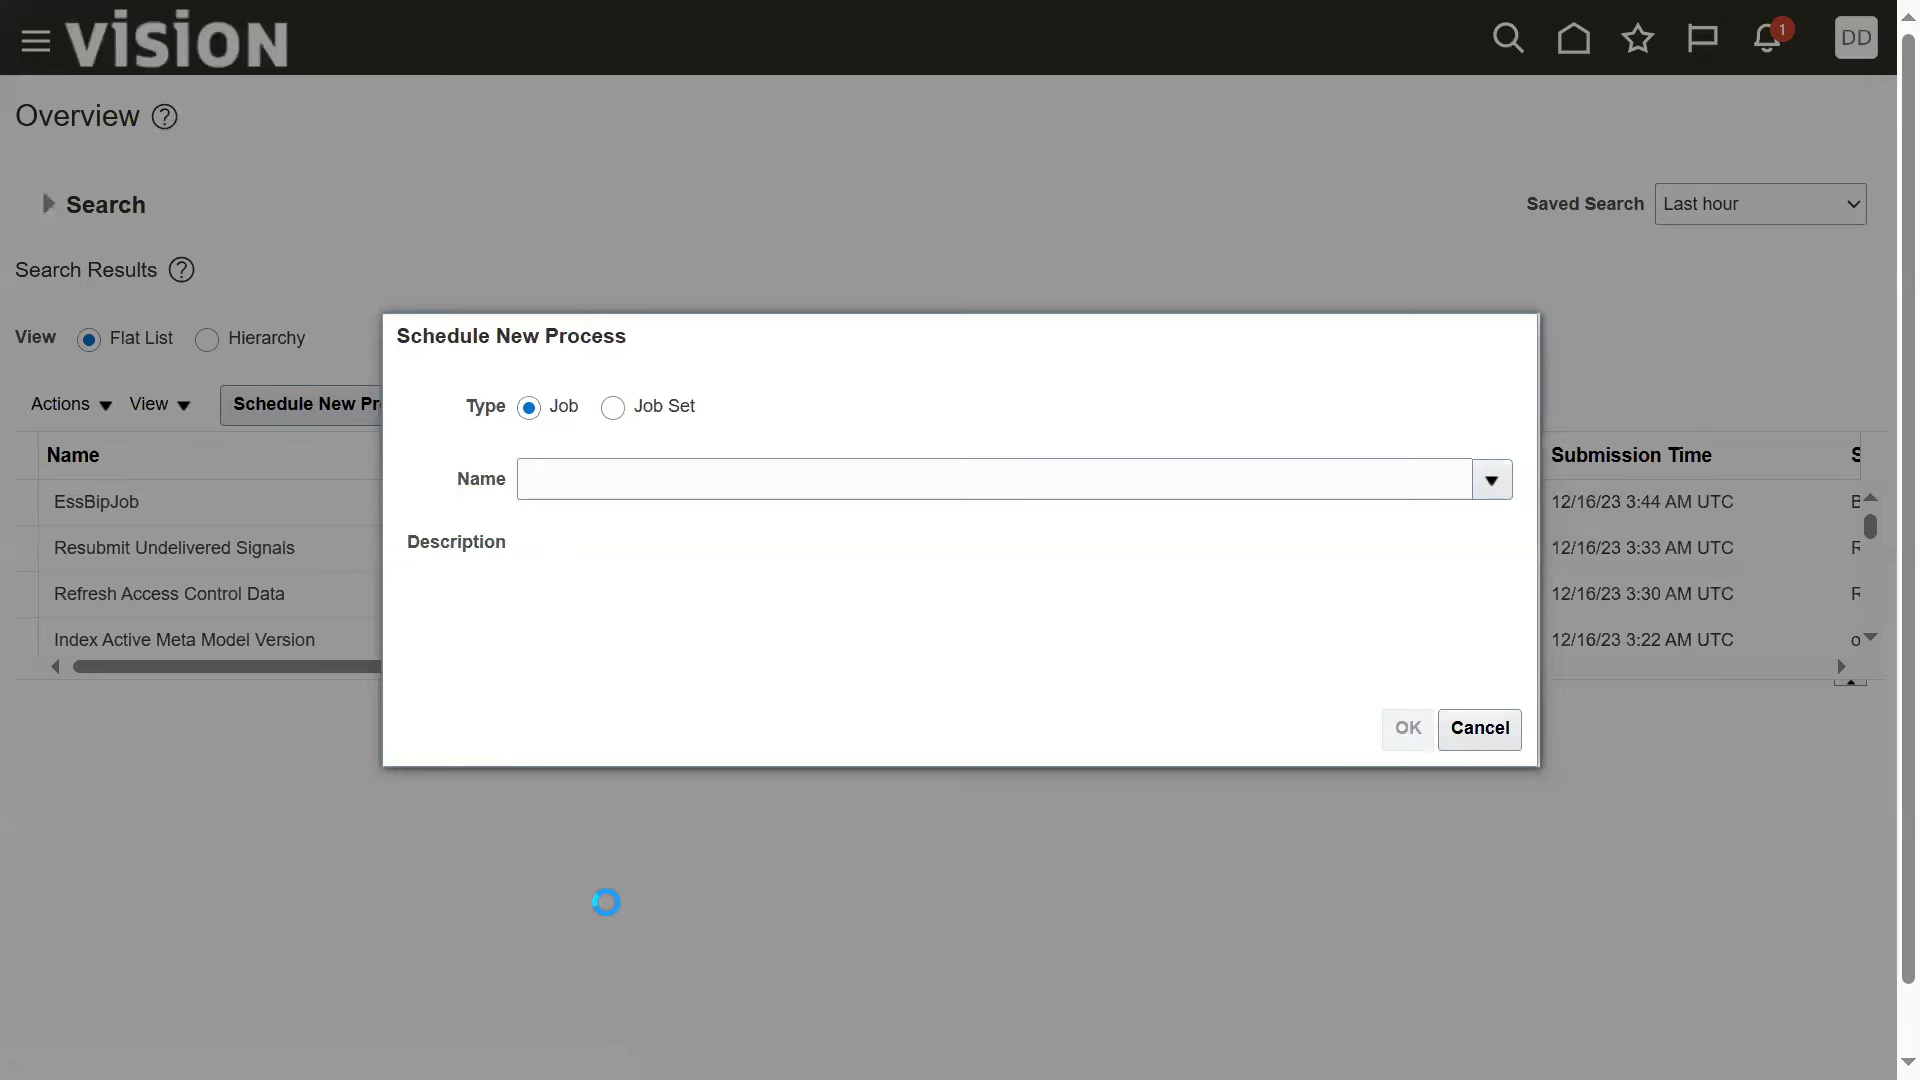 vision
1
DD
Overview ?
Search
Saved Search Last hour
Search Results ?
View Flat List Hierarchy
Actions View Schedule New Pr
Schedule New Process
Type Job Job Set
Name
Description
OK Cancel
Name Submission Time S
EssBipJob 12/16/23 3:44 AM UTC
Resubmit Undelivered Signals 12/16/23 3:33 AM UTC
Refresh Access Control Data 12/16/23 3:30 AM UTC
Index Active Meta Model Version 12/16/23 3:22 AM UTC